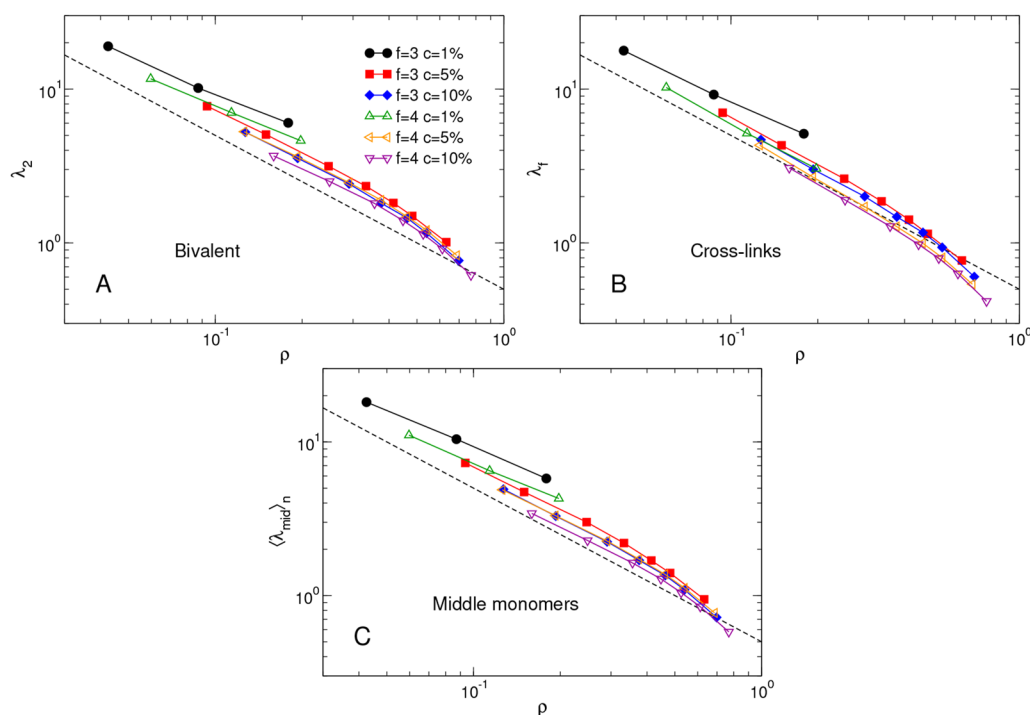 10¹
10⁰
λ₂
f=3 c=1%
f=3 c=5%
f=3 c=10%
f=4 c=1%
f=4 c=5%
f=4 c=10%
Bivalent
A
10⁻¹
10⁰
ρ
10¹
10⁰
λf
Cross-links
B
10⁻¹
10⁰
ρ
10¹
10⁰
⟨λmid⟩n
Middle monomers
C
10⁻¹
10⁰
ρ